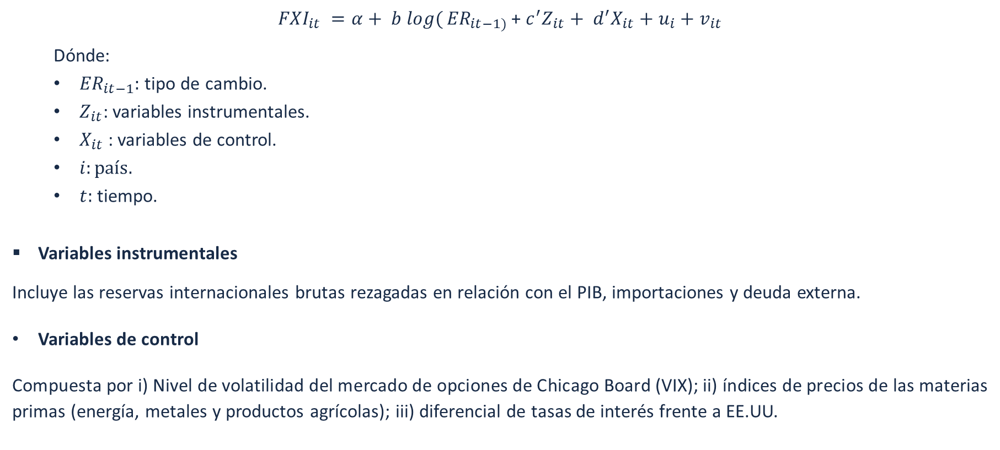 FXI_{it} = α + b log( ER_{it−1)} + c′Z_{it} + d′X_{it} + u_i + v_{it}
Dónde:
• ER_{it−1}: tipo de cambio.
• Z_{it}: variables instrumentales.
• X_{it} : variables de control.
• i: país.
• t: tiempo.
▪ Variables instrumentales
Incluye las reservas internacionales brutas rezagadas en relación con el PIB, importaciones y deuda externa.
• Variables de control
Compuesta por i) Nivel de volatilidad del mercado de opciones de Chicago Board (VIX); ii) índices de precios de las materias
primas (energía, metales y productos agrícolas); iii) diferencial de tasas de interés frente a EE.UU.